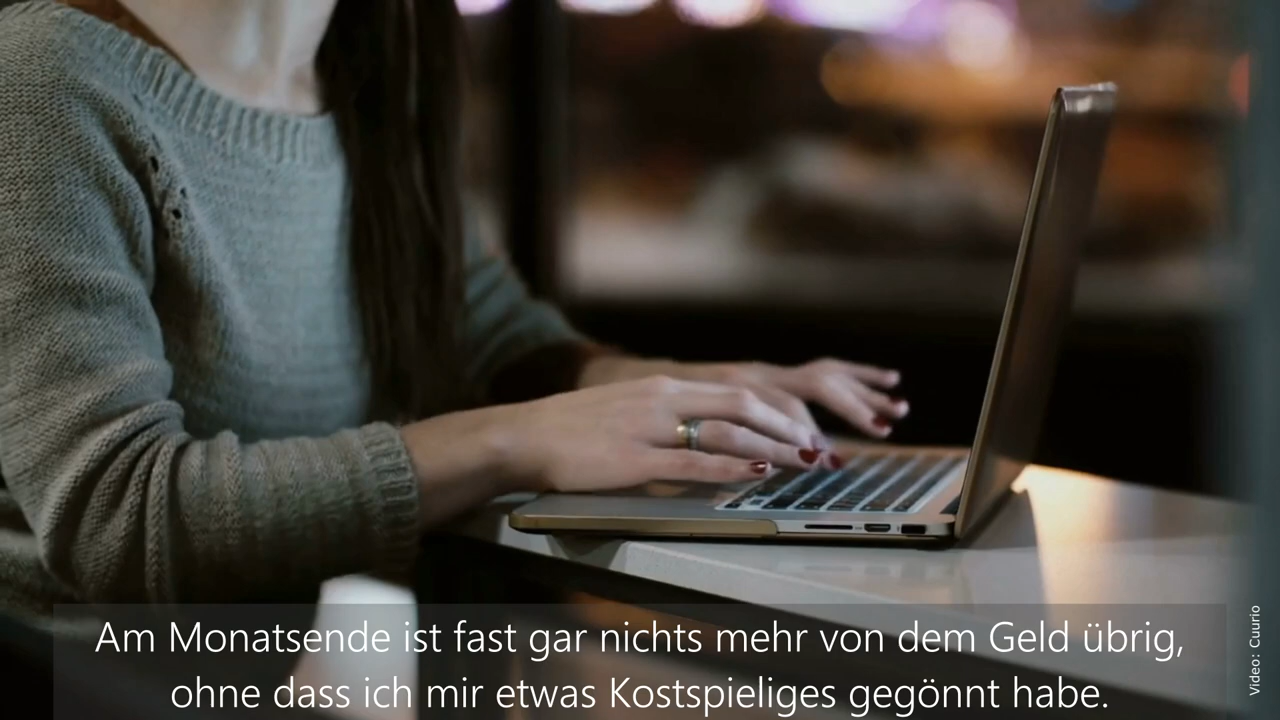 Am Monatsende ist fast gar nichts mehr von dem Geld übrig,
ohne dass ich mir etwas Kostspieliges gegönnt habe.
Video: Cuurio